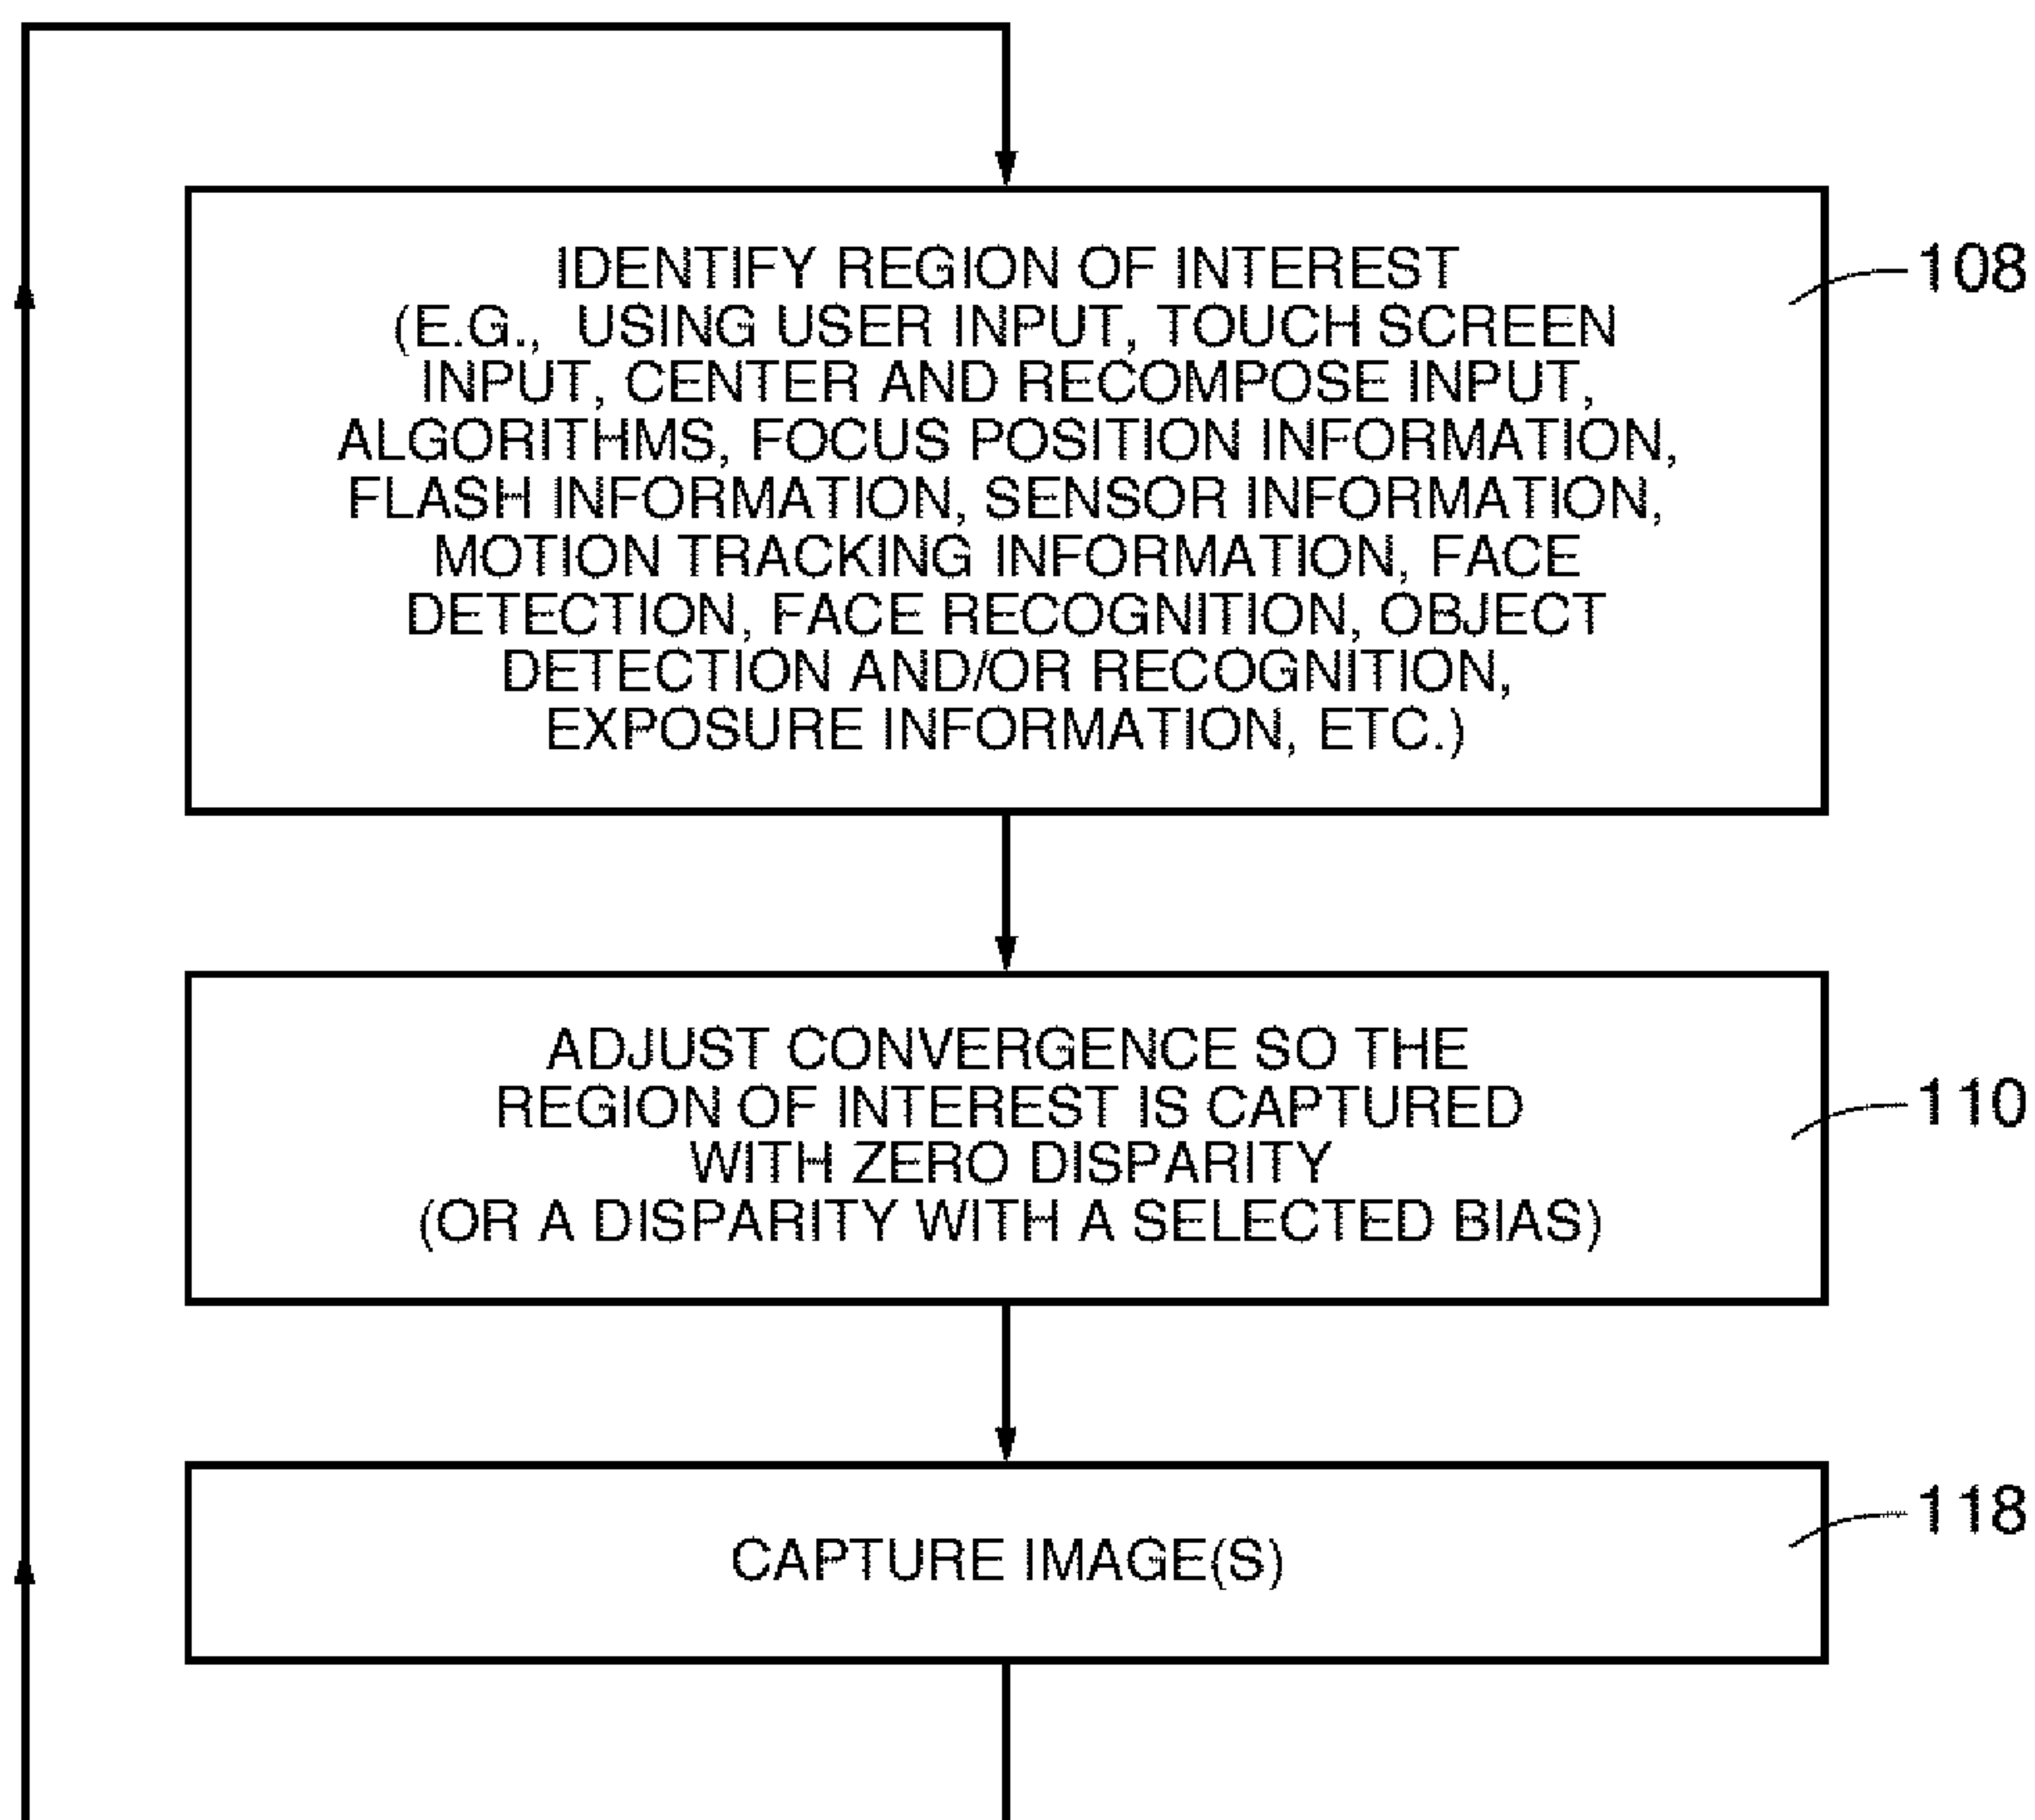 IDENTIFY REGION OF INTEREST
(E.G., USING USER INPUT, TOUCH SCREEN
INPUT, CENTER AND RECOMPOSE INPUT,
ALGORITHMS, FOCUS POSITION INFORMATION,
FLASH INFORMATION, SENSOR INFORMATION,
MOTION TRACKING INFORMATION, FACE
DETECTION, FACE RECOGNITION, OBJECT
DETECTION AND/OR RECOGNITION,
EXPOSURE INFORMATION, ETC.)
108
ADJUST CONVERGENCE SO THE
REGION OF INTEREST IS CAPTURED
WITH ZERO DISPARITY
(OR A DISPARITY WITH A SELECTED BIAS)
110
CAPTURE IMAGE(S)
118